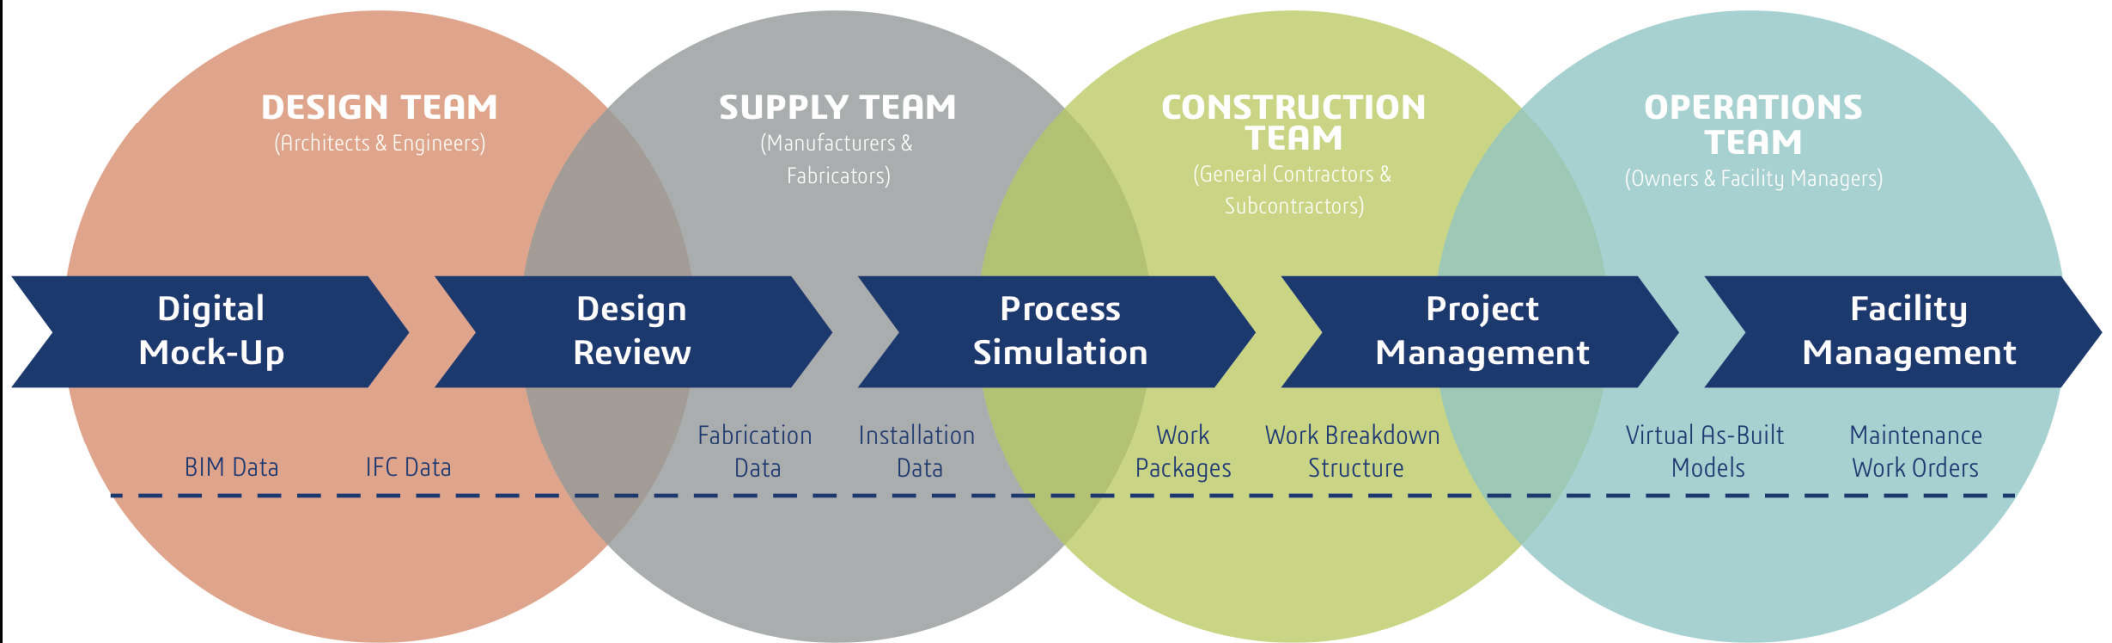 DESIGN TEAM
(Architects & Engineers)
SUPPLY TEAM
(Manufacturers &
Fabricators)
CONSTRUCTION
TEAM
(General Contractors &
Subcontractors)
OPERATIONS
TEAM
(Owners & Facility Managers)
Digital
Mock-Up
Design
Review
Process
Simulation
Project
Management
Facility
Management
BIM Data
IFC Data
Fabrication
Data
Installation
Data
Work
Packages
Work Breakdown
Structure
Virtual As-Built
Models
Maintenance
Work Orders